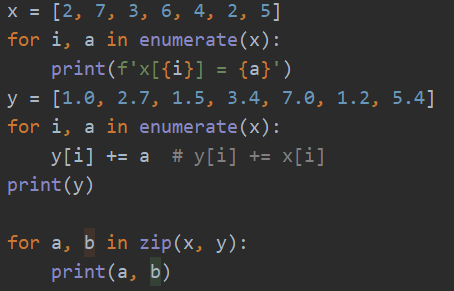 x = [2, 7, 3, 6, 4, 2, 5]
for i, a in enumerate(x):
    print(f'x[{i}] = {a}')
y = [1.0, 2.7, 1.5, 3.4, 7.0, 1.2, 5.4]
for i, a in enumerate(x):
    y[i] += a  # y[i] += x[i]
print(y)

for a, b in zip(x, y):
    print(a, b)